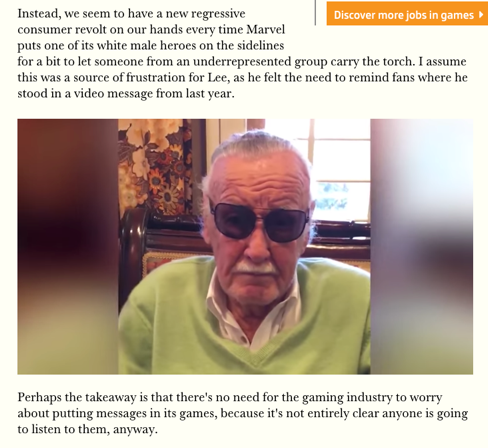 Discover more jobs in games
Instead, we seem to have a new regressive
consumer revolt on our hands every time Marvel
puts one of its white male heroes on the sidelines
for a bit to let someone from an underrepresented group carry the torch. I assume
this was a source of frustration for Lee, as he felt the need to remind fans where he
stood in a video message from last year.
Perhaps the takeaway is that there's no need for the gaming industry to worry
about putting messages in its games, because it's not entirely clear anyone is going
to listen to them, anyway.